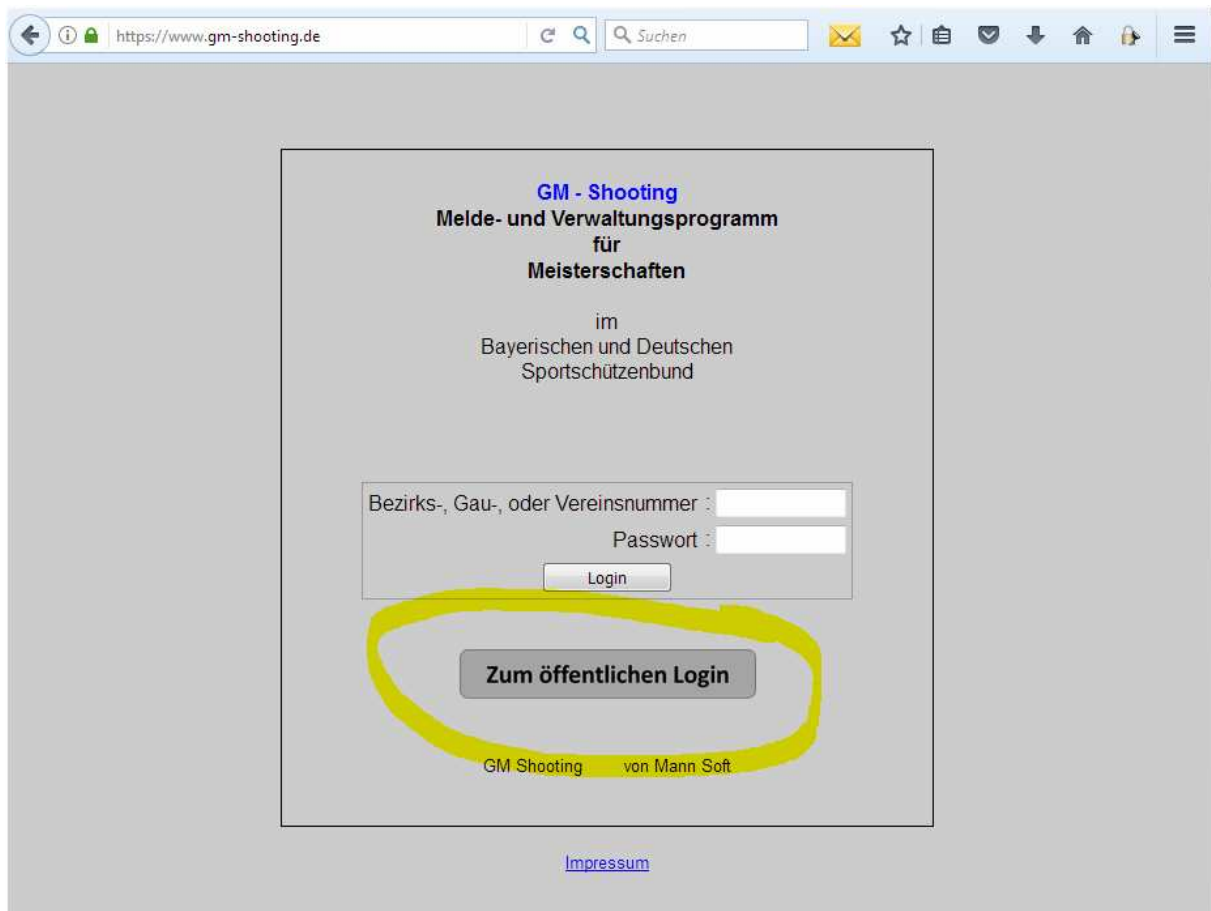 https://www.gm-shooting.de
Suchen
GM - Shooting
Melde- und Verwaltungsprogramm
für
Meisterschaften
im
Bayerischen und Deutschen
Sportschützenbund
Bezirks-, Gau-, oder Vereinsnummer :
Passwort :
Login
Zum öffentlichen Login
GM Shooting von Mann Soft
Impressum